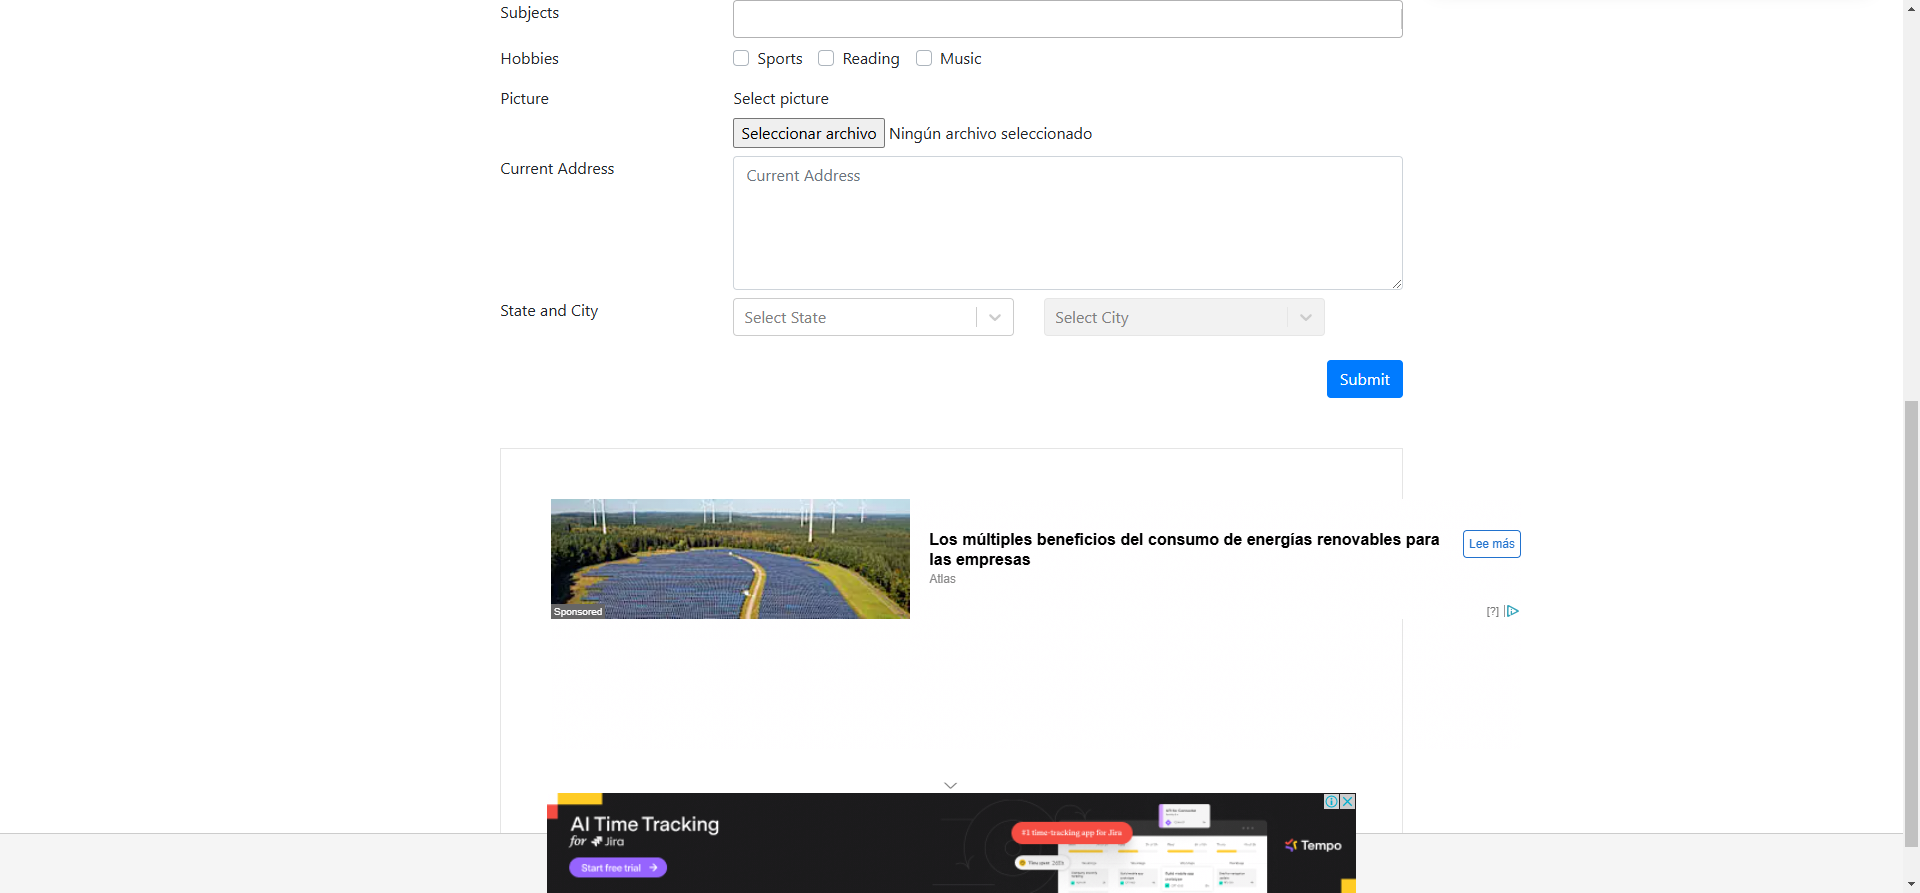 Subjects
Hobbies
Sports
Reading
Music
Picture
Select picture
Seleccionar archivo Ningún archivo seleccionado
Current Address
Current Address
State and City
Select State
Select City
Submit
Los múltiples beneficios del consumo de energías renovables para
las empresas
Atlas
Lee más
Sponsored
[?]
AI Time Tracking
for Jira
Start free trial
#1 time-tracking app for Jira
Tempo